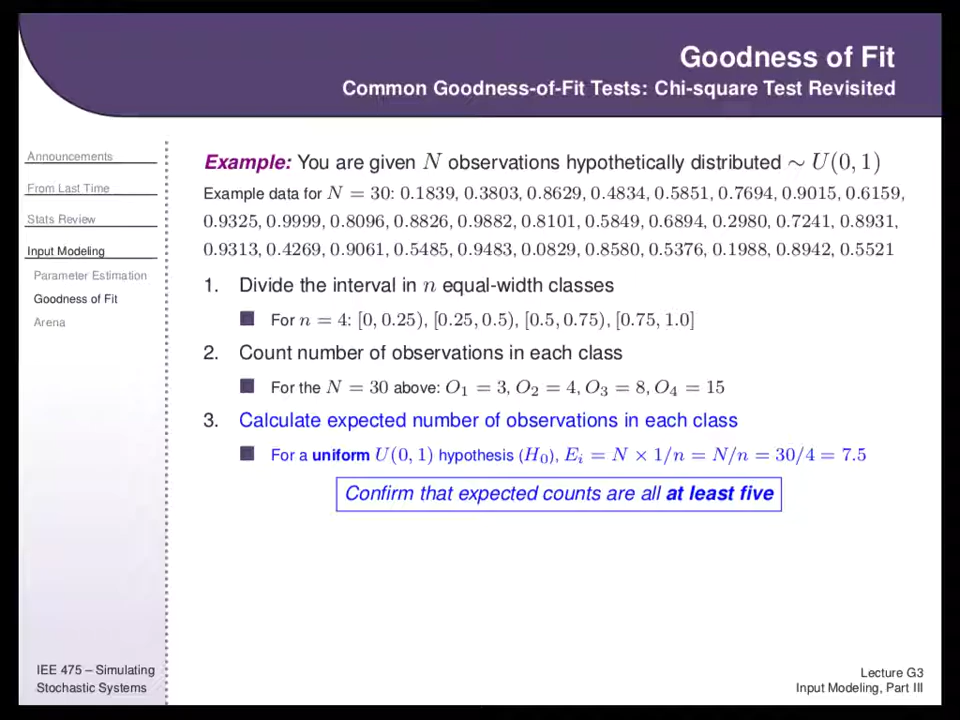 Goodness of Fit
Common Goodness-of-Fit Tests: Chi-square Test Revisited
Announcements
From Last Time
Stats Review
Input Modeling
Parameter Estimation
Goodness of Fit
Arena
Example: You are given N observations hypothetically distributed ∼ U(0, 1)
Example data for N = 30: 0.1839, 0.3803, 0.8629, 0.4834, 0.5851, 0.7694, 0.9015, 0.6159,
0.9325, 0.9999, 0.8096, 0.8826, 0.9882, 0.8101, 0.5849, 0.6894, 0.2980, 0.7241, 0.8931,
0.9313, 0.4269, 0.9061, 0.5485, 0.9483, 0.0829, 0.8580, 0.5376, 0.1988, 0.8942, 0.5521
1. Divide the interval in n equal-width classes
For n = 4: [0, 0.25), [0.25, 0.5), [0.5, 0.75), [0.75, 1.0]
2. Count number of observations in each class
For the N = 30 above: O₁ = 3, O₂ = 4, O₃ = 8, O₄ = 15
3. Calculate expected number of observations in each class
For a uniform U(0, 1) hypothesis (H₀), Eᵢ = N × 1/n = N/n = 30/4 = 7.5
Confirm that expected counts are all at least five
IEE 475 – Simulating
Stochastic Systems
Lecture G3
Input Modeling, Part III